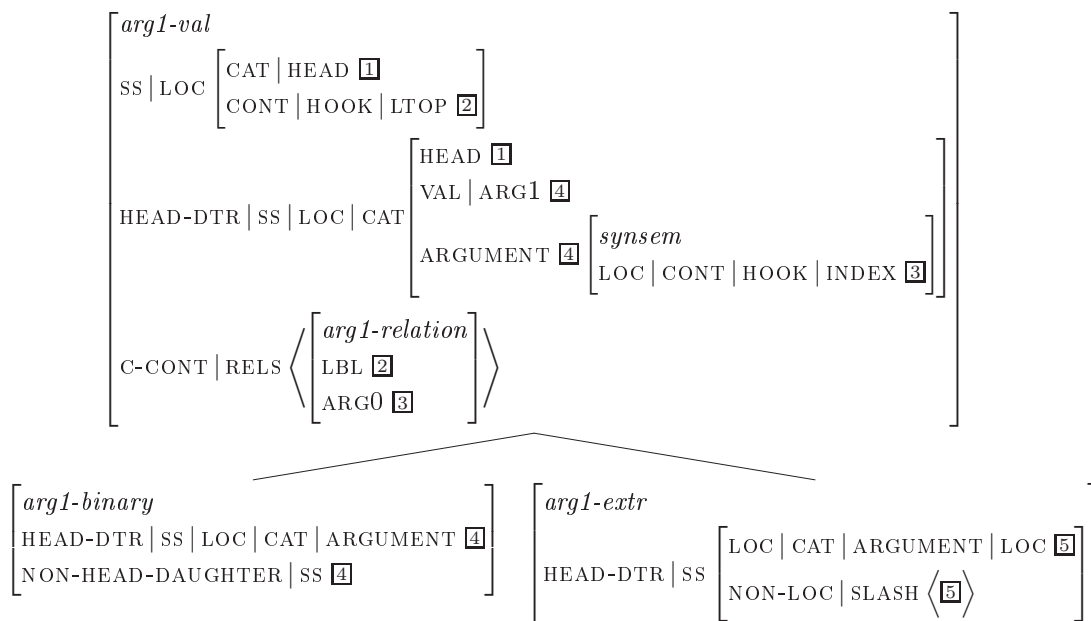 arg1-val
SS | LOC
CAT | HEAD 1
CONT | HOOK | LTOP 2
HEAD-DTR | SS | LOC | CAT
HEAD 1
VAL | ARG1 4
ARGUMENT 4
synsem
LOC | CONT | HOOK | INDEX 3
C-CONT | RELS
arg1-relation
LBL 2
ARG0 3
arg1-binary
HEAD-DTR | SS | LOC | CAT | ARGUMENT 4
NON-HEAD-DAUGHTER | SS 4
arg1-extr
HEAD-DTR | SS
LOC | CAT | ARGUMENT | LOC 5
NON-LOC | SLASH ⟨5⟩